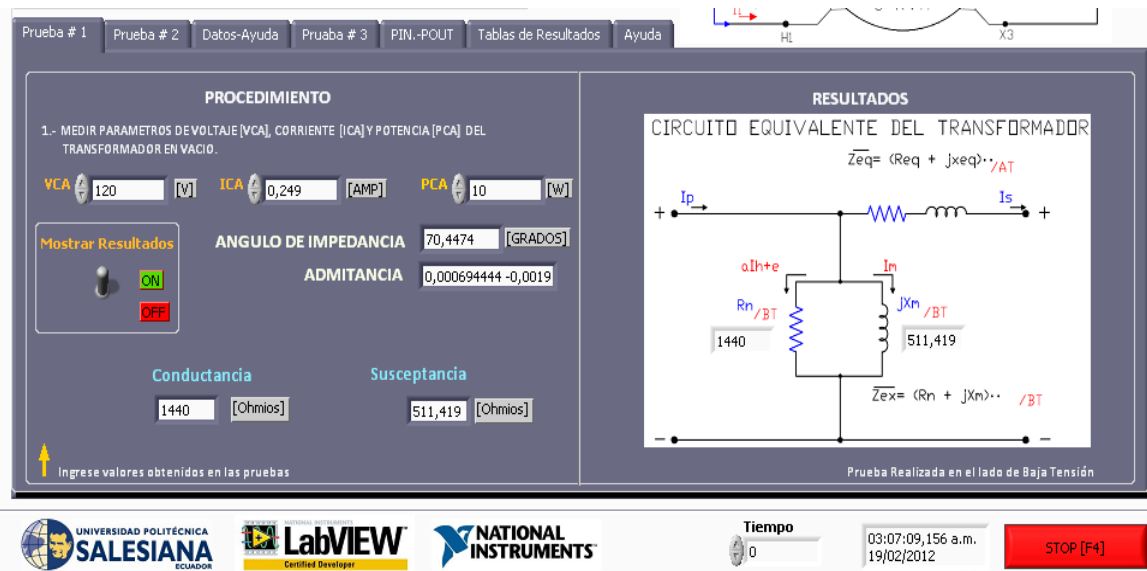 I1
H1
X3
Prueba # 1
Prueba # 2
Datos-Ayuda
Pruaba # 3
PIN.-POUT
Tablas de Resultados
Ayuda
PROCEDIMIENTO
1.- MEDIR PARAMETROS DE VOLTAJE [VCA], CORRIENTE [ICA] Y POTENCIA [PCA] DEL
TRANSFORMADOR EN VACIO.
VCA 120 [V] ICA 0,249 [AMP] PCA 10 [W]
Mostrar Resultados
ON
OFF
ANGULO DE IMPEDANCIA 70,4474 [GRADOS]
ADMITANCIA 0,000694444 -0,0019
Conductancia
1440 [Ohmios]
Susceptancia
511,419 [Ohmios]
Ingrese valores obtenidos en las pruebas
RESULTADOS
CIRCUITO EQUIVALENTE DEL TRANSFORMADOR
Zeq= (Req + jxeq).. /AT
Ip
Is
+
+
aIh+e
Im
Rn /BT
jXm /BT
1440
511,419
Zex= (Rn + jXm).. /BT
-
-
Prueba Realizada en el lado de Baja Tensión
UNIVERSIDAD POLITÉCNICA
SALESIANA
ECUADOR
NATIONAL INSTRUMENTS
LabVIEW
Certified Developer
NATIONAL
INSTRUMENTS
Tiempo
0
03:07:09,156 a.m.
19/02/2012
STOP [F4]